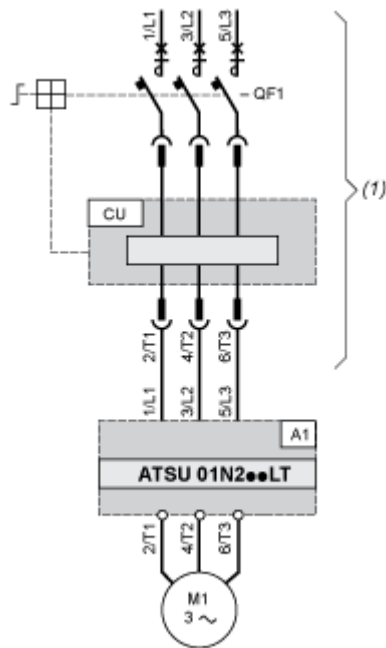 1/L1 3/L2 5/L3
QF1
(1)
CU
2/T1 4/T2 6/T3
1/L1 3/L2 5/L3
A1
ATSU 01N2●●LT
2/T1 4/T2 6/T3
M1
3 ~